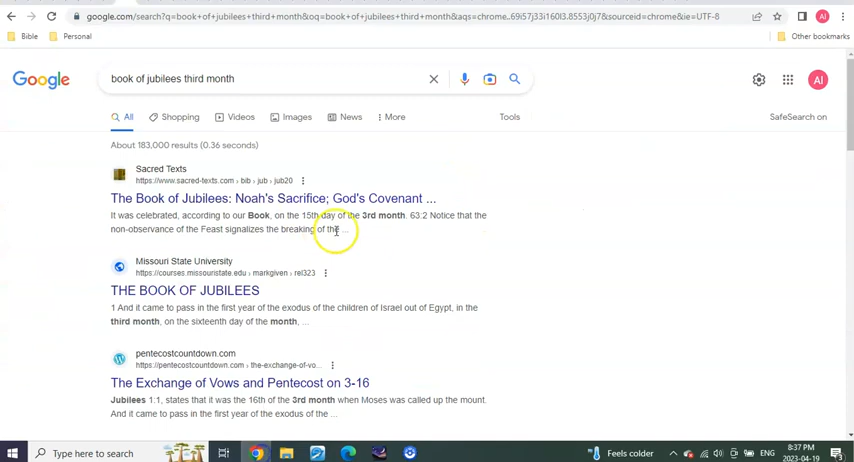 google.com/search?q=book+of+jubilees+third+month&oq=book+of+jubilees+third+month&aqs=chrome..69i57j33i160l3.8553j0j7&sourceid=chrome&ie=UTF-8
AI
Bible Personal Other bookmarks
Google book of jubilees third month AI
All Shopping Videos Images News More Tools SafeSearch on
About 183,000 results (0.36 seconds)
Sacred Texts
https://www.sacred-texts.com › bib › jub › jub20
The Book of Jubilees: Noah's Sacrifice; God's Covenant ...
It was celebrated, according to our Book, on the 15th day of the 3rd month. 63:2 Notice that the
non-observance of the Feast signalizes the breaking of the ...
Missouri State University
https://courses.missouristate.edu › markgiven › rel323
THE BOOK OF JUBILEES
1 And it came to pass in the first year of the exodus of the children of Israel out of Egypt, in the
third month, on the sixteenth day of the month, ...
pentecostcountdown.com
https://pentecostcountdown.com › the-exchange-of-vo...
The Exchange of Vows and Pentecost on 3-16
Jubilees 1:1, states that it was the 16th of the 3rd month when Moses was called up the mount.
And it came to pass in the first year of the exodus of the ...
Type here to search Feels colder ENG 8:37 PM
2023-04-19 3